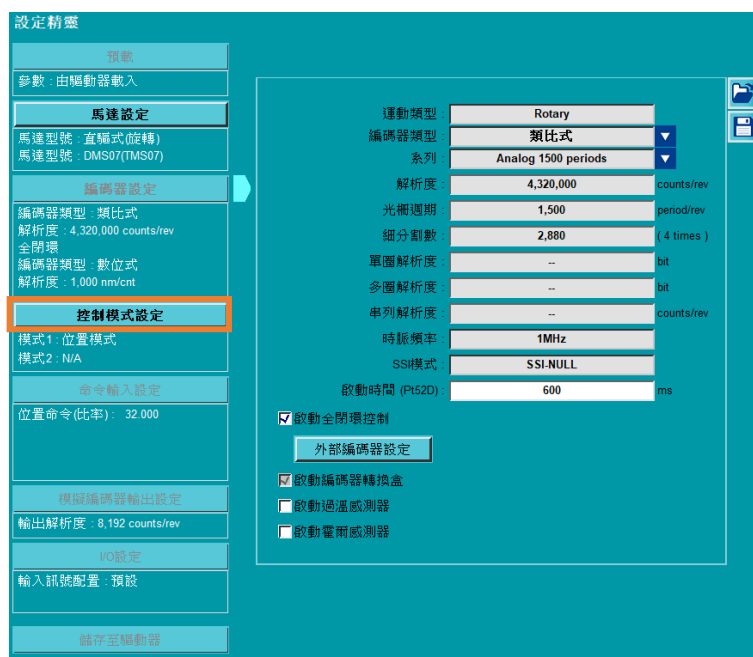 設定精靈
預載
參數 : 由驅動器載入
馬達設定
馬達型號 : 直驅式(旋轉)
馬達型號 : DMS07(TMS07)
編碼器設定
編碼器類型 : 類比式
解析度 : 4,320,000 counts/rev
全閉環
編碼器類型 : 數位式
解析度 : 1,000 nm/cnt
控制模式設定
模式1 : 位置模式
模式2 : N/A
命令輸入設定
位置命令(比率) : 32.000
模擬編碼器輸出設定
輸出解析度 : 8,192 counts/rev
I/O設定
輸入訊號配置 : 預設
儲存至驅動器
運動類型 : Rotary
編碼器類型 : 類比式
系列 : Analog 1500 periods
解析度 : 4,320,000 counts/rev
光柵週期 : 1,500 period/rev
細分割數 : 2,880 ( 4 times )
單圈解析度 : -- bit
多圈解析度 : -- bit
串列解析度 : -- counts/rev
時脈頻率 : 1MHz
SSI模式 : SSI-NULL
啟動時間 (Pt52D) : 600 ms
啟動全閉環控制
外部編碼器設定
啟動編碼器轉換盒
啟動過溫感測器
啟動霍爾感測器